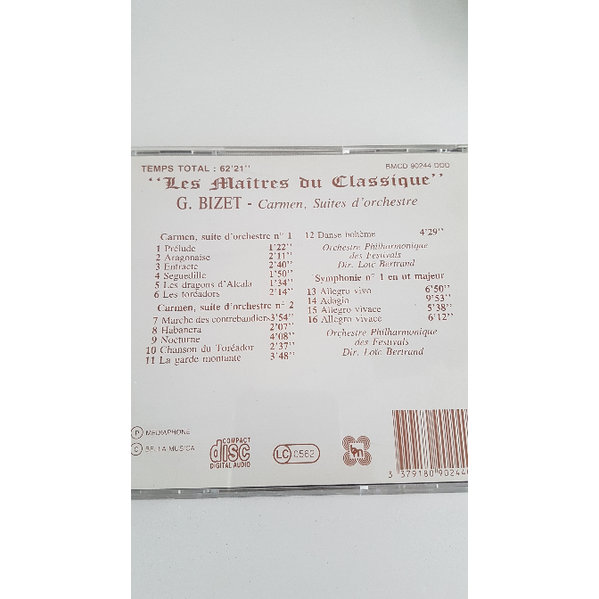 TEMPS TOTAL : 62'21"
BMCD 90244 DDD
"Les Maîtres du Classique"
G. BIZET - Carmen, Suites d'orchestre
Carmen, suite d'orchestre n° 1
1 Prélude 1'22"
2 Aragonaise 2'11"
3 Entracte 2'40"
4 Seguedille 1'50"
5 Les dragons d'Alcala 1'34"
6 Les toréadors 2'14"
Carmen, suite d'orchestre n° 2
7 Marche des contrebandiers 3'54"
8 Habanera 2'07"
9 Nocturne 4'08"
10 Chanson du Toréador 2'37"
11 La garde montante 3'48"
12 Danse bohème 4'29"
Orchestre Philharmonique
des Festivals
Dir. Loïc Bertrand
Symphonie n° 1 en ut majeur
13 Allegro vivo 6'50"
14 Adagio 9'53"
15 Allegro vivace 5'38"
16 Allegro vivace 6'12"
Orchestre Philharmonique
des Festivals
Dir. Loïc Bertrand
P MEDIAPHONE
C BELLA MUSICA
COMPACT
disc
DIGITAL AUDIO
LC 0562
3 379180 90244